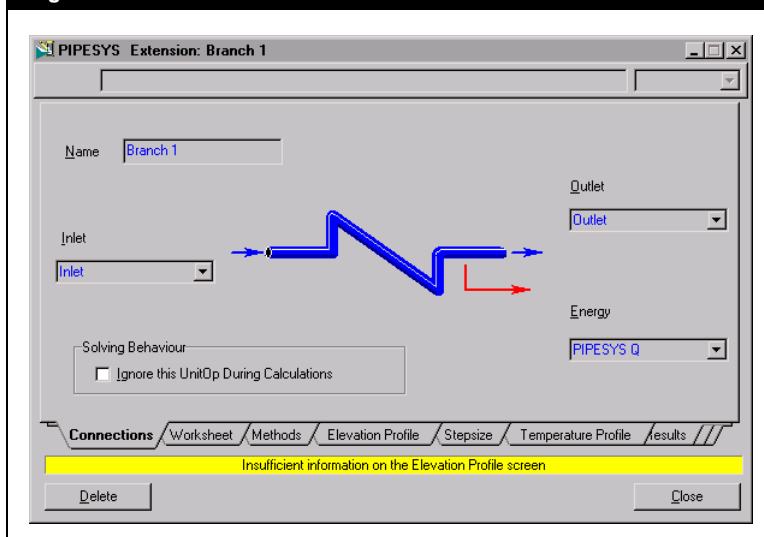 PIPESYS Extension: Branch 1
Name Branch 1
Outlet
Outlet
Inlet
Inlet
Energy
PIPESYS Q
Solving Behaviour
Ignore this UnitOp During Calculations
Connections Worksheet Methods Elevation Profile Stepsize Temperature Profile
Insufficient information on the Elevation Profile screen
Delete Close